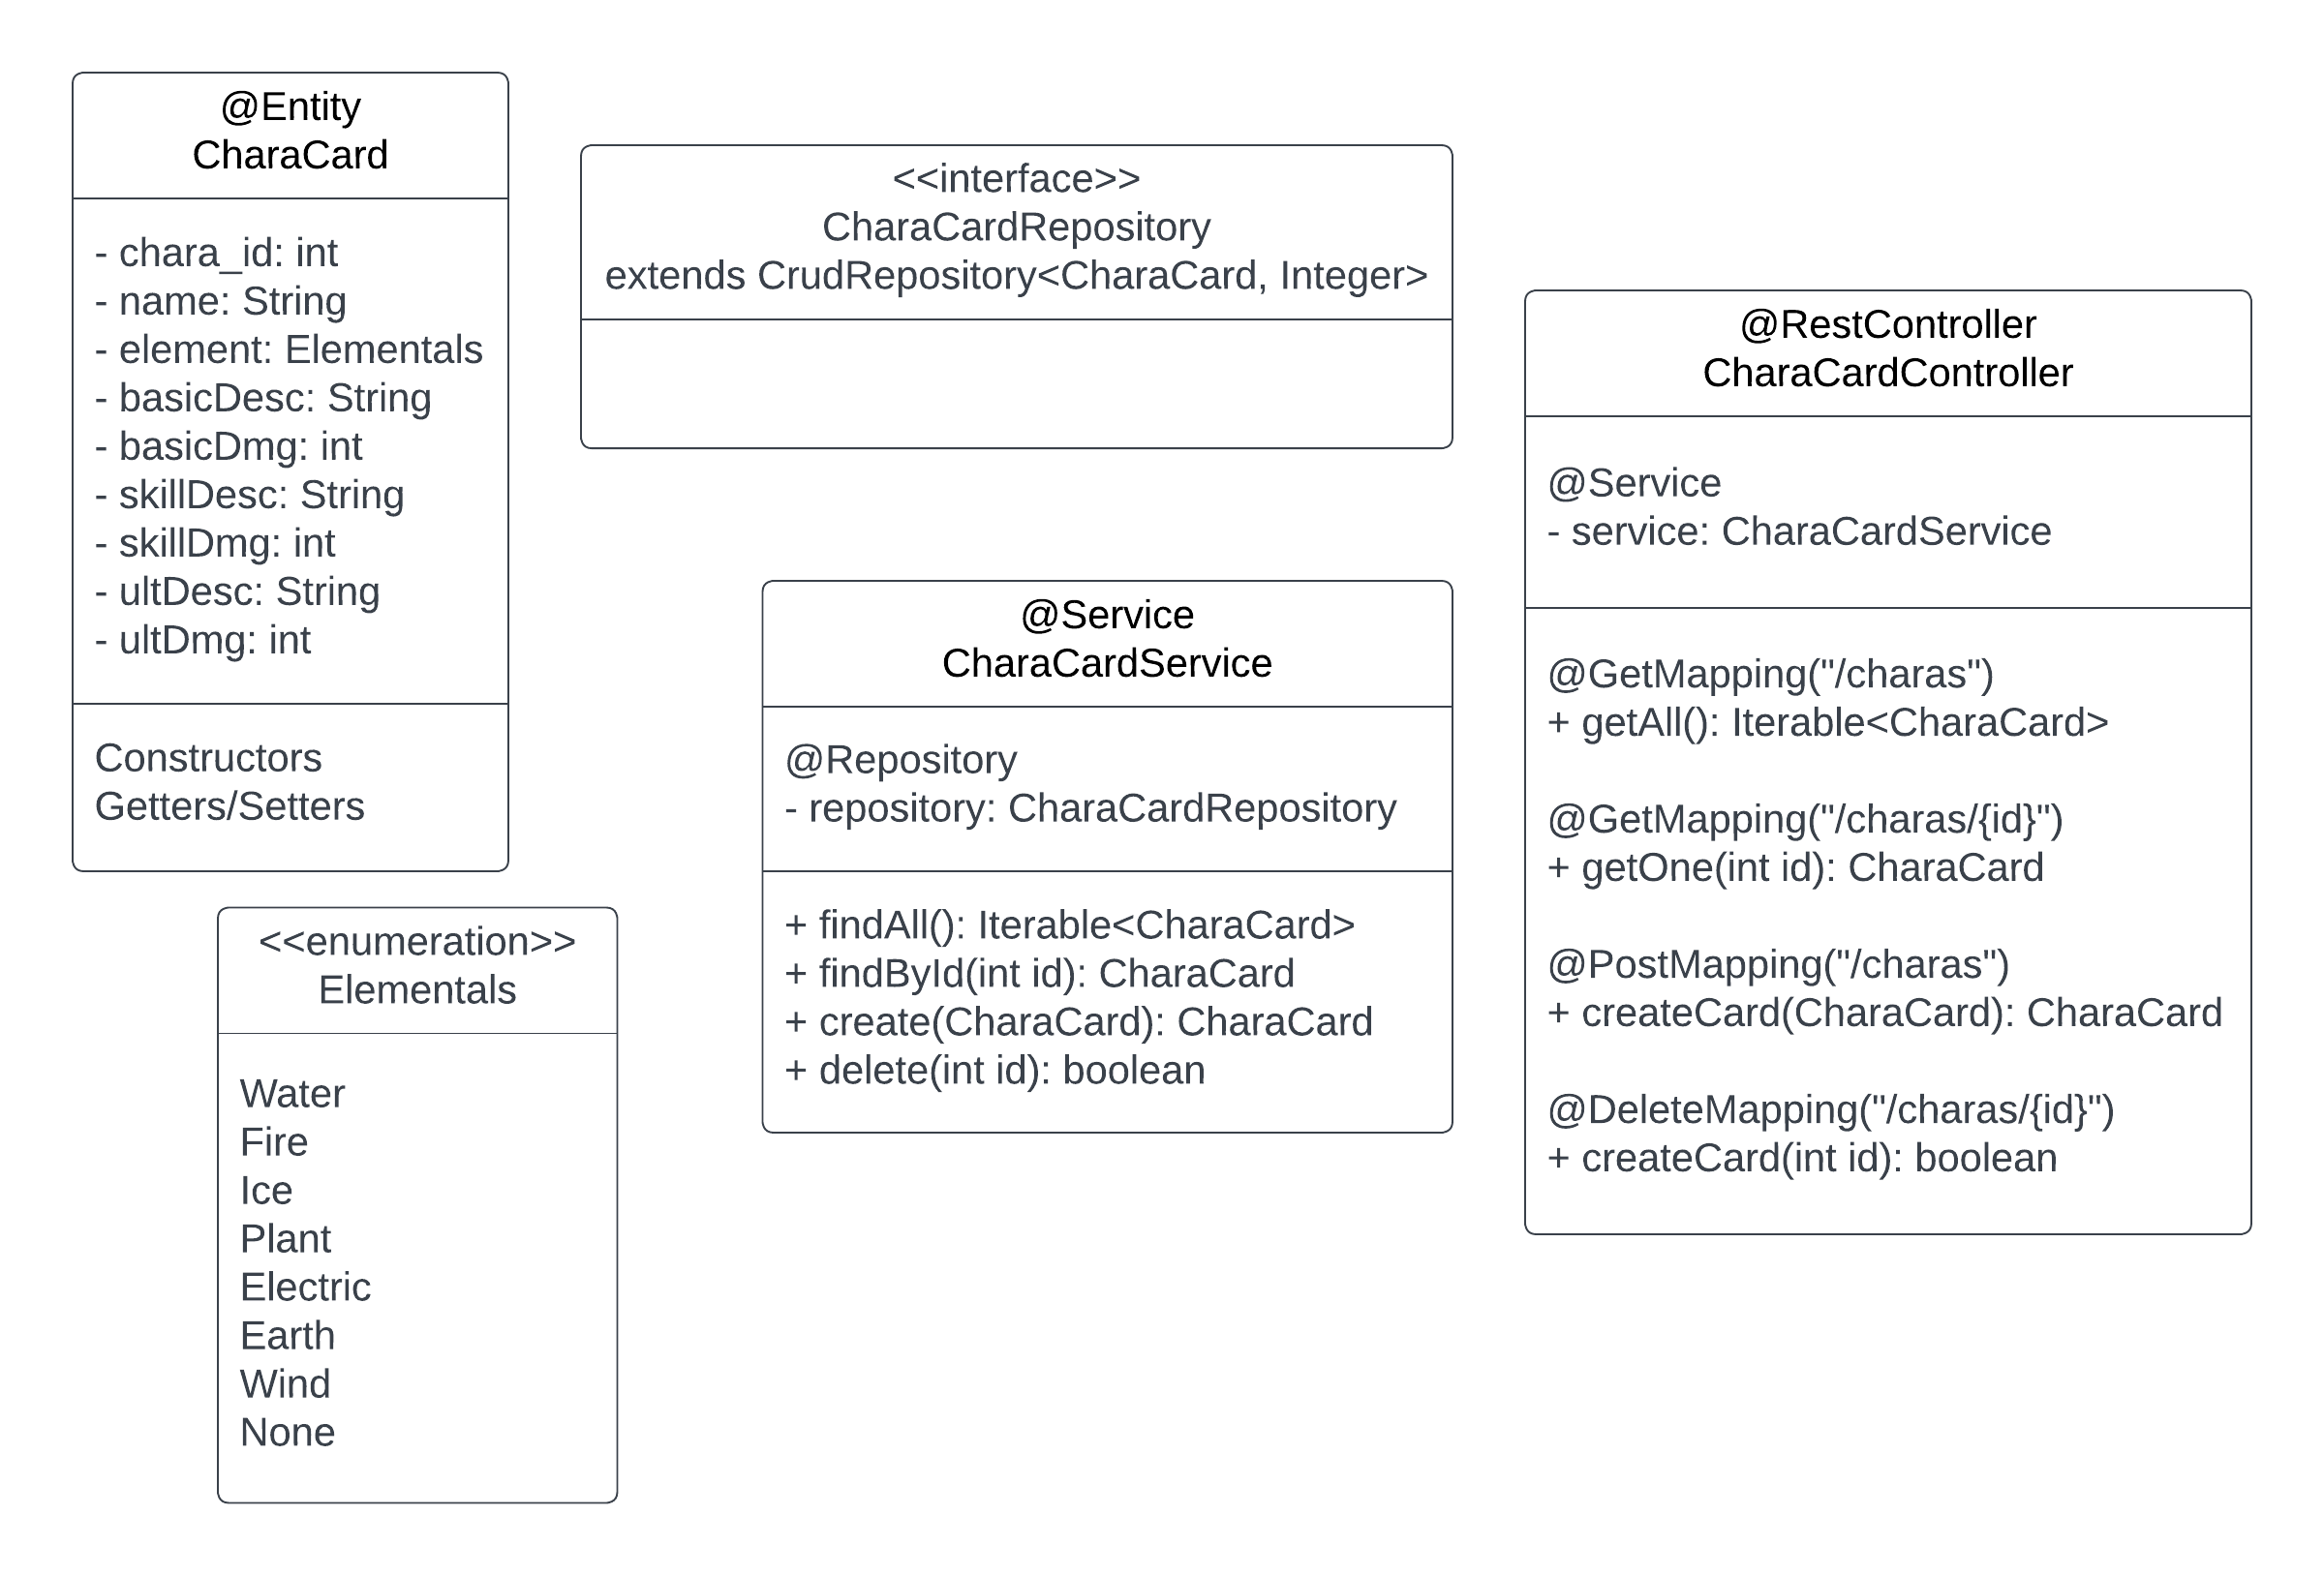 @Entity
CharaCard
- chara_id: int
- name: String
- element: Elementals
- basicDesc: String
- basicDmg: int
- skillDesc: String
- skillDmg: int
- ultDesc: String
- ultDmg: int
Constructors
Getters/Setters
<<enumeration>>
Elementals
Water
Fire
Ice
Plant
Electric
Earth
Wind
None
<<interface>>
CharaCardRepository
extends CrudRepository<CharaCard, Integer>
@Service
CharaCardService
@Repository
- repository: CharaCardRepository
+ findAll(): Iterable<CharaCard>
+ findById(int id): CharaCard
+ create(CharaCard): CharaCard
+ delete(int id): boolean
@RestController
CharaCardController
@Service
- service: CharaCardService
@GetMapping("/charas")
+ getAll(): Iterable<CharaCard>
@GetMapping("/charas/{id}")
+ getOne(int id): CharaCard
@PostMapping("/charas")
+ createCard(CharaCard): CharaCard
@DeleteMapping("/charas/{id}")
+ createCard(int id): boolean